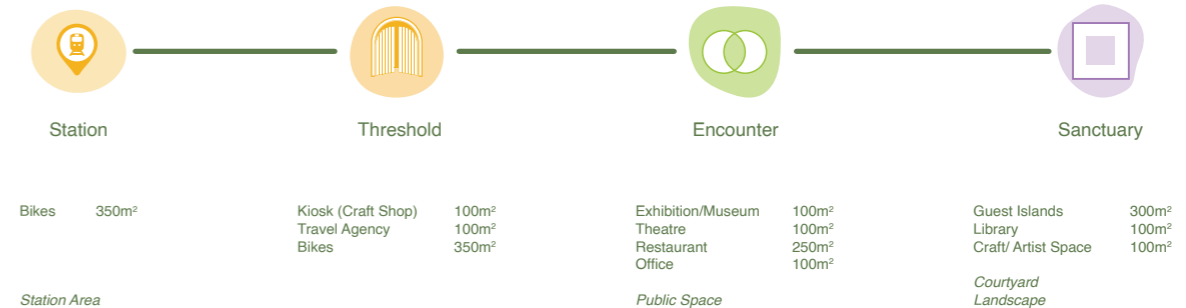 Station
Threshold
Encounter
Sanctuary
Bikes 350m²
Kiosk (Craft Shop) 100m²
Travel Agency 100m²
Bikes 350m²
Exhibition/Museum 100m²
Theatre 100m²
Restaurant 250m²
Office 100m²
Guest Islands 300m²
Library 100m²
Craft/ Artist Space 100m²
Station Area
Public Space
Courtyard
Landscape